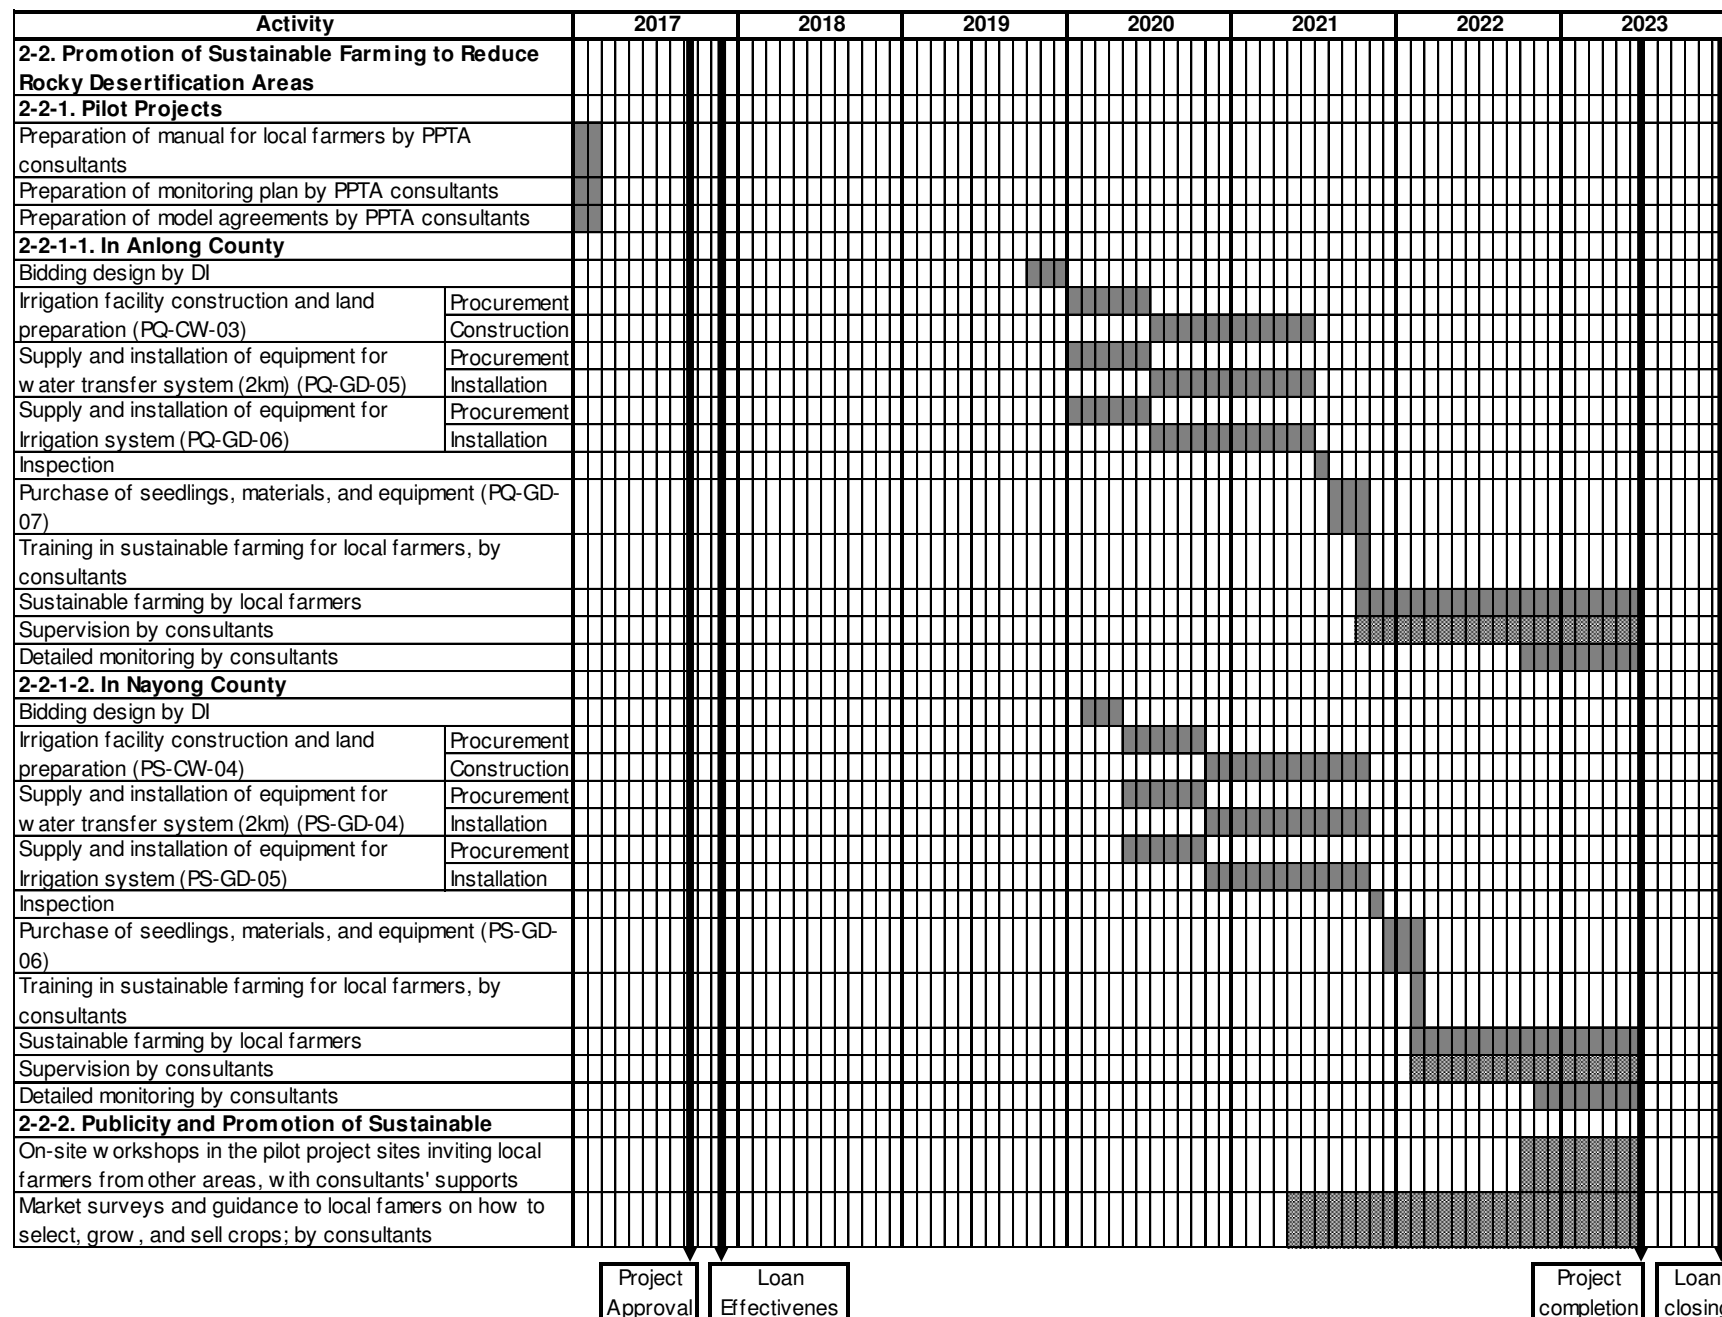 Activity 2017 2018 2019 2020 2021 2022 2023
2-2. Promotion of Sustainable Farming to Reduce
Rocky Desertification Areas
2-2-1. Pilot Projects
Preparation of manual for local farmers by PPTA
consultants
Preparation of monitoring plan by PPTA consultants
Preparation of model agreements by PPTA consultants
2-2-1-1. In Anlong County
Bidding design by DI
Irrigation facility construction and land
preparation (PQ-CW-03)
Procurement
Construction
Supply and installation of equipment for
water transfer system (2km) (PQ-GD-05)
Procurement
Installation
Supply and installation of equipment for
Irrigation system (PQ-GD-06)
Procurement
Installation
Inspection
Purchase of seedlings, materials, and equipment (PQ-GD-
07)
Training in sustainable farming for local farmers, by
consultants
Sustainable farming by local farmers
Supervision by consultants
Detailed monitoring by consultants
2-2-1-2. In Nayong County
Bidding design by DI
Irrigation facility construction and land
preparation (PS-CW-04)
Procurement
Construction
Supply and installation of equipment for
water transfer system (2km) (PS-GD-04)
Procurement
Installation
Supply and installation of equipment for
Irrigation system (PS-GD-05)
Procurement
Installation
Inspection
Purchase of seedlings, materials, and equipment (PS-GD-
06)
Training in sustainable farming for local farmers, by
consultants
Sustainable farming by local farmers
Supervision by consultants
Detailed monitoring by consultants
2-2-2. Publicity and Promotion of Sustainable
On-site workshops in the pilot project sites inviting local
farmers from other areas, with consultants' supports
Market surveys and guidance to local famers on how to
select, grow, and sell crops; by consultants
Project
Approval
Loan
Effectivenes
Project
completion
Loan
closing